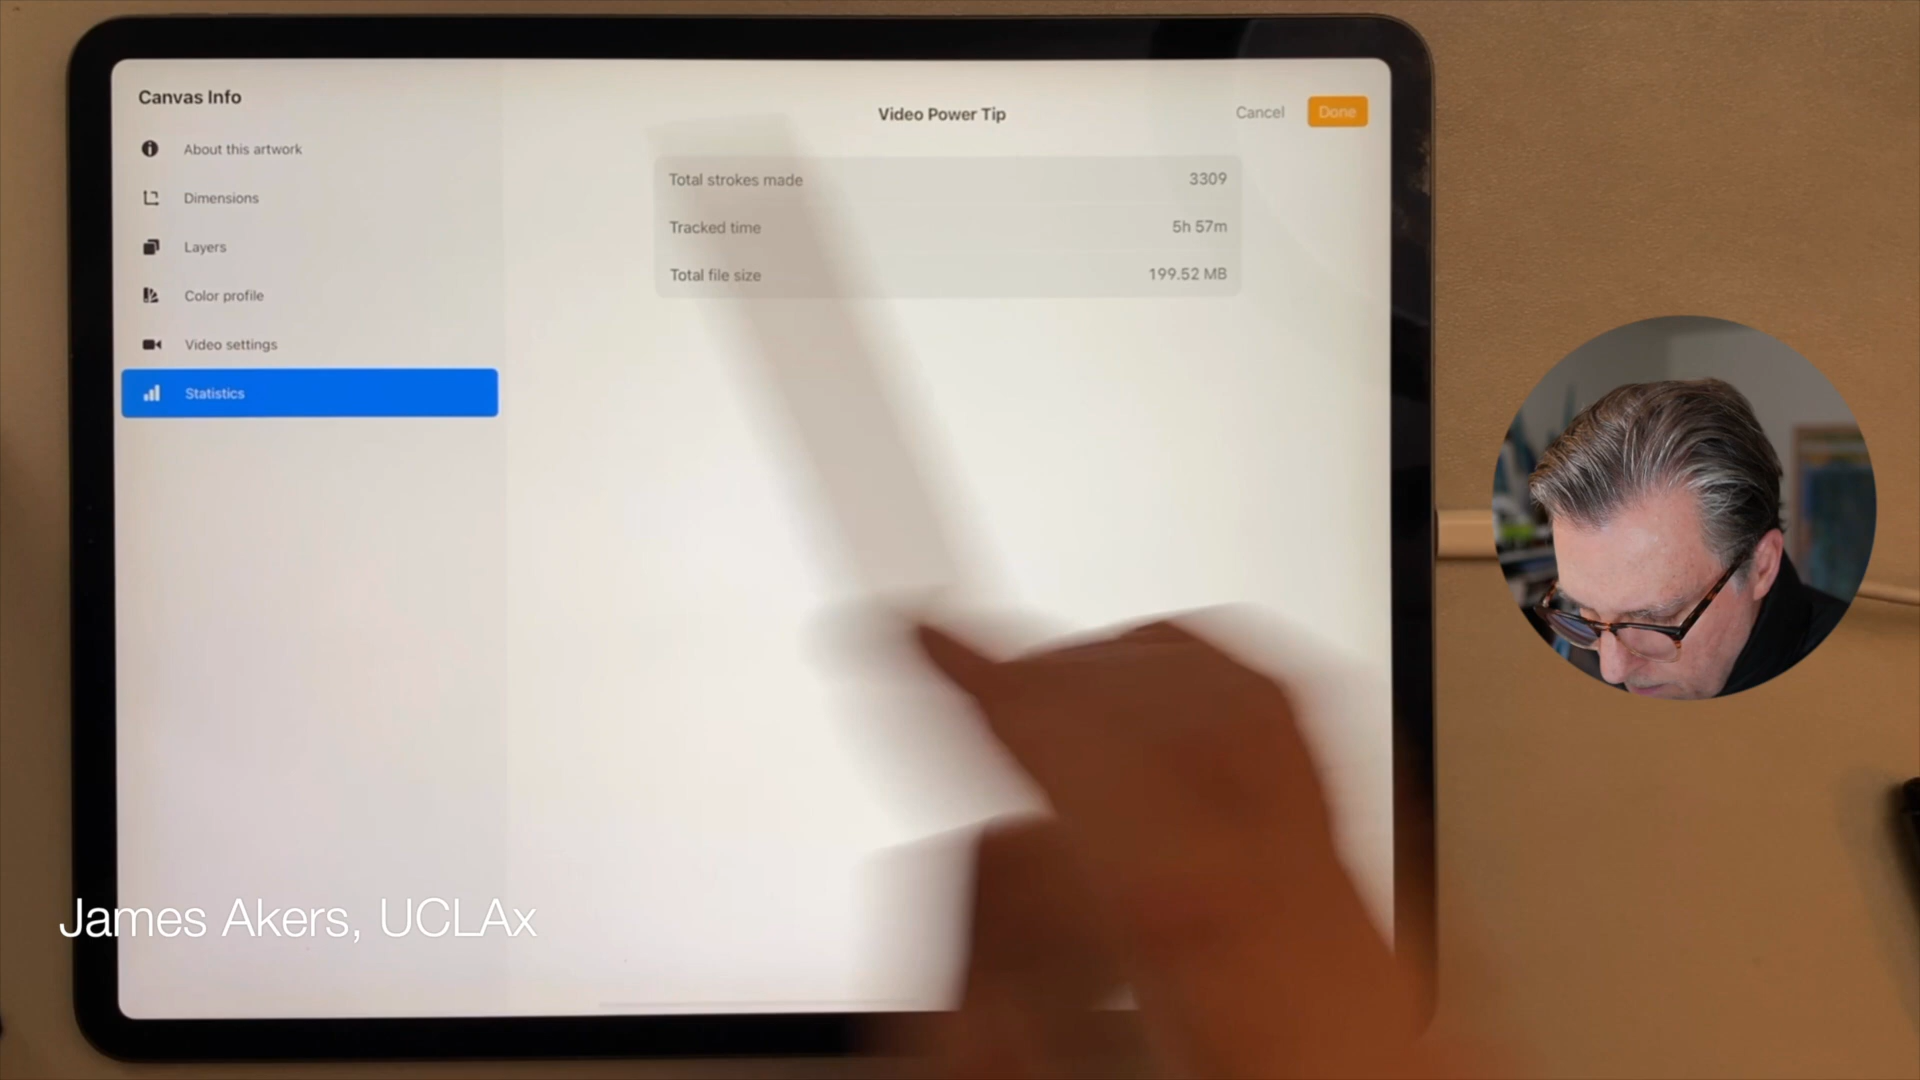 Canvas Info
About this artwork
Dimensions
Layers
Color profile
Video settings
Statistics
Video Power Tip
Cancel
Done
Total strokes made 3309
Tracked time 5h 57m
Total file size 199.52 MB
James Akers, UCLAx